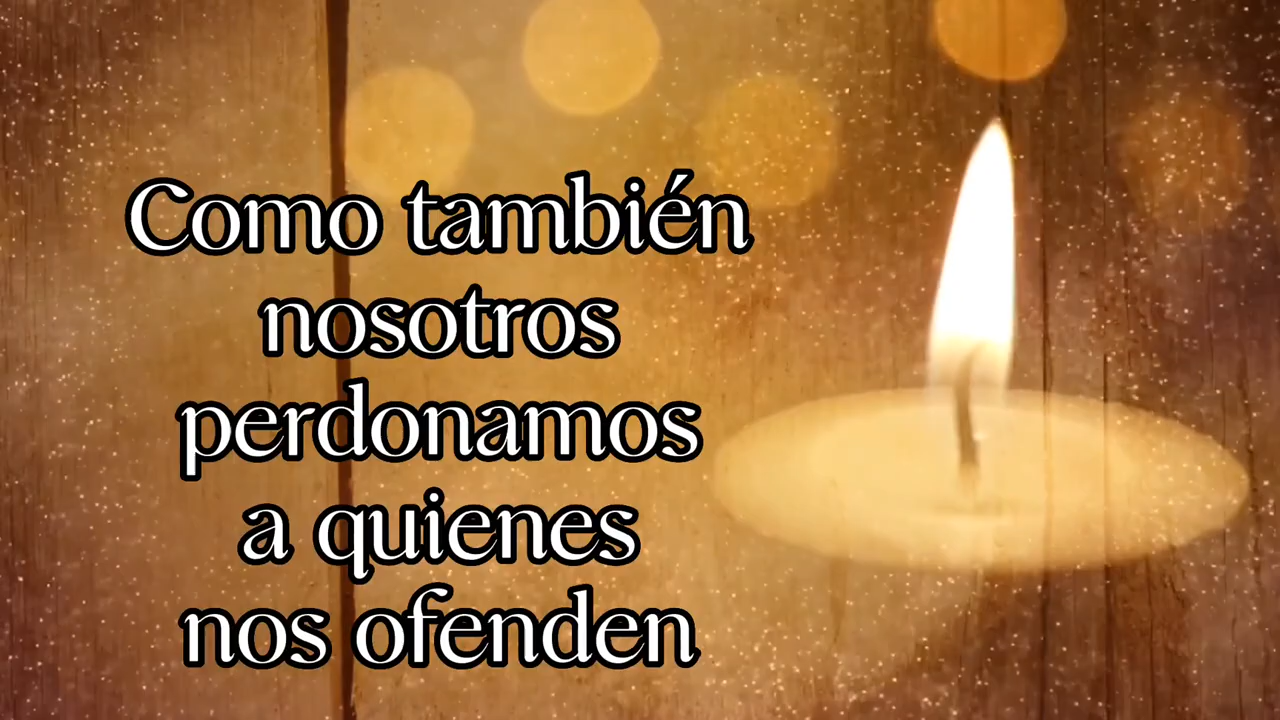 Como también
nosotros
perdonamos
a quienes
nos ofenden